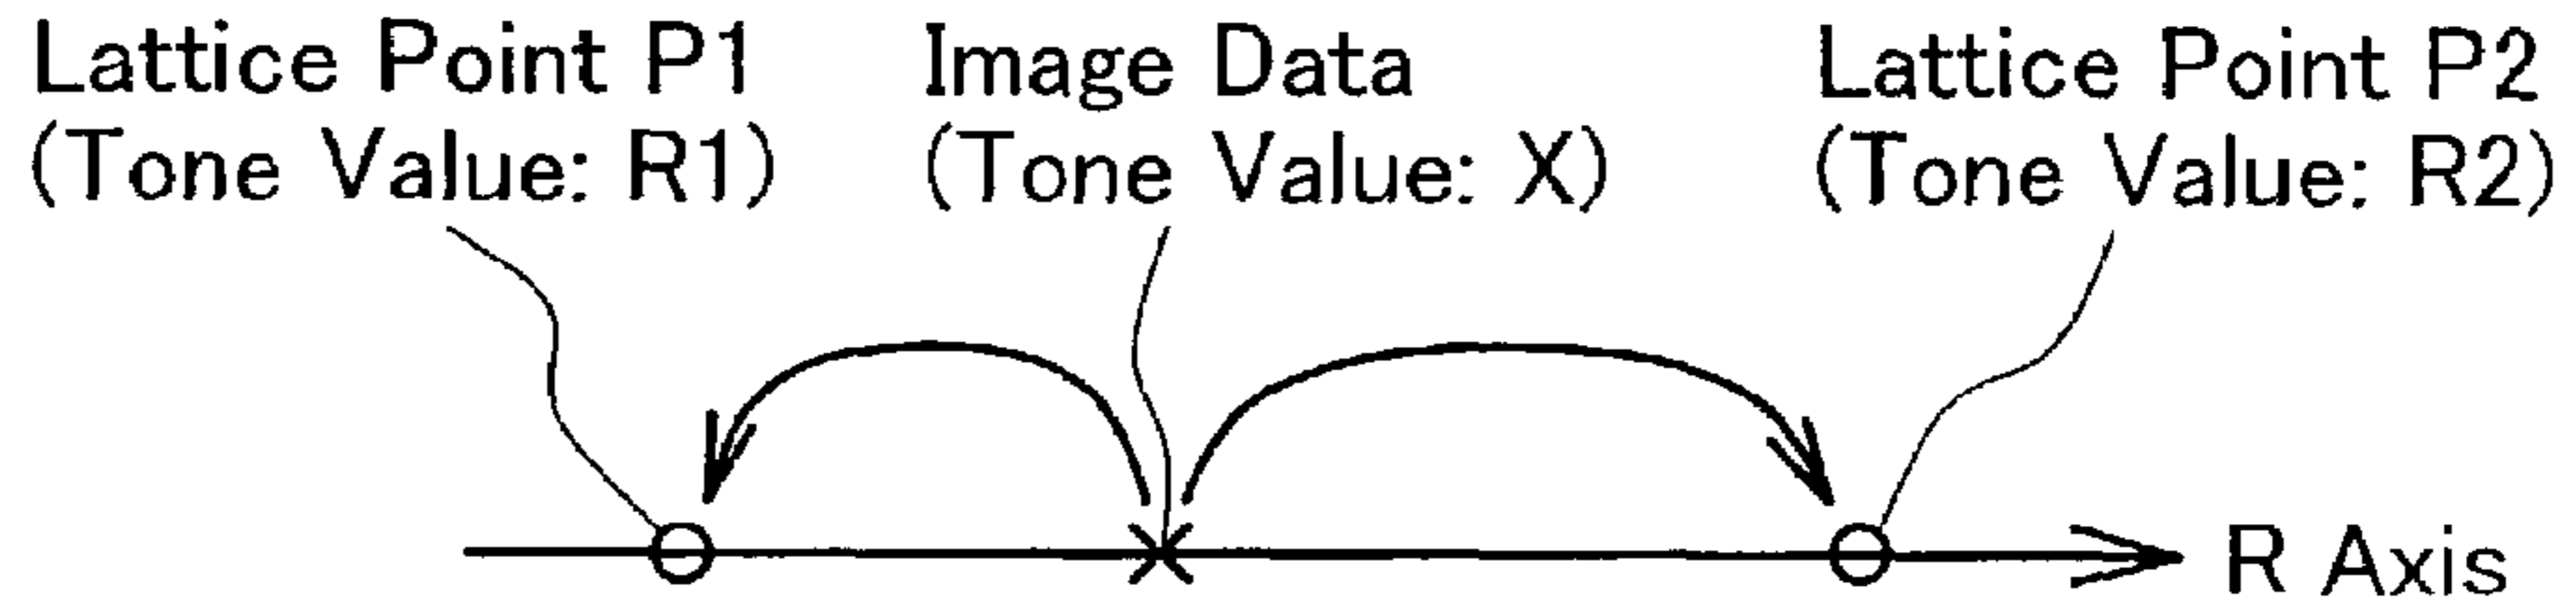 Lattice Point P1
(Tone Value: R1)
Image Data
(Tone Value: X)
Lattice Point P2
(Tone Value: R2)
R Axis